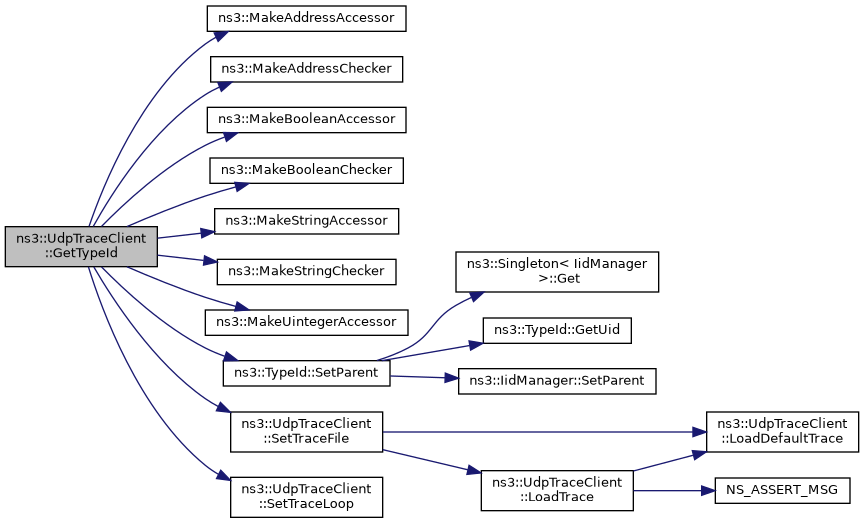 ns3::MakeAddressAccessor
ns3::MakeAddressChecker
ns3::MakeBooleanAccessor
ns3::MakeBooleanChecker
ns3::MakeStringAccessor
ns3::UdpTraceClient
::GetTypeId
ns3::MakeStringChecker
ns3::Singleton< IidManager
>::Get
ns3::MakeUintegerAccessor
ns3::TypeId::GetUid
ns3::TypeId::SetParent
ns3::IidManager::SetParent
ns3::UdpTraceClient
::SetTraceFile
ns3::UdpTraceClient
::LoadDefaultTrace
ns3::UdpTraceClient
::SetTraceLoop
ns3::UdpTraceClient
::LoadTrace
NS_ASSERT_MSG